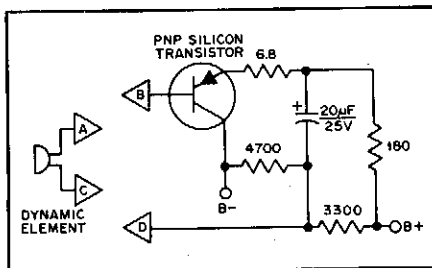 PNP SILICON
TRANSISTOR
6.8
B
+
20µF
25V
180
A
C
DYNAMIC
ELEMENT
4700
B-
D
3300
B+